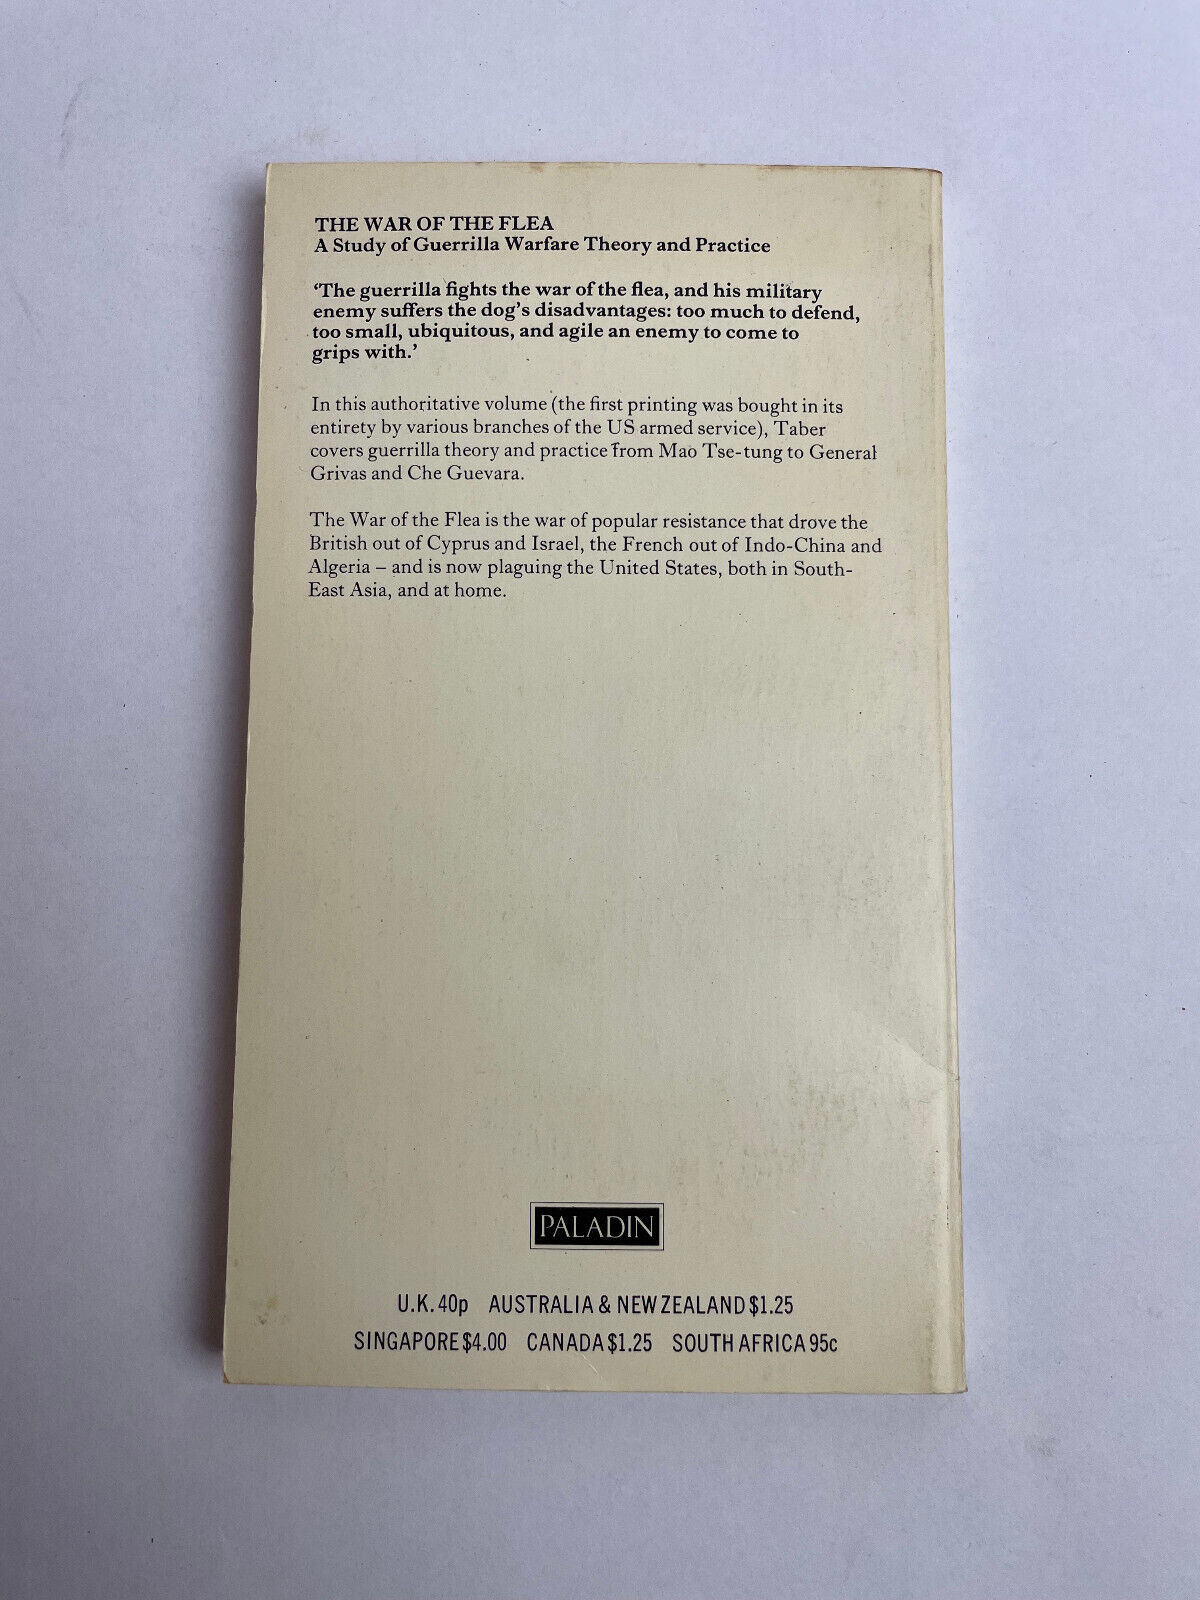 THE WAR OF THE FLEA
A Study of Guerrilla Warfare Theory and Practice
‘The guerrilla fights the war of the flea, and his military
enemy suffers the dog’s disadvantages: too much to defend,
too small, ubiquitous, and agile an enemy to come to
grips with.’
In this authoritative volume (the first printing was bought in its
entirety by various branches of the US armed service), Taber
covers guerrilla theory and practice from Mao Tse-tung to General
Grivas and Che Guevara.
The War of the Flea is the war of popular resistance that drove the
British out of Cyprus and Israel, the French out of Indo-China and
Algeria – and is now plaguing the United States, both in South-
East Asia, and at home.
PALADIN
U.K. 40p AUSTRALIA & NEW ZEALAND $1.25
SINGAPORE $4.00 CANADA $1.25 SOUTH AFRICA 95c